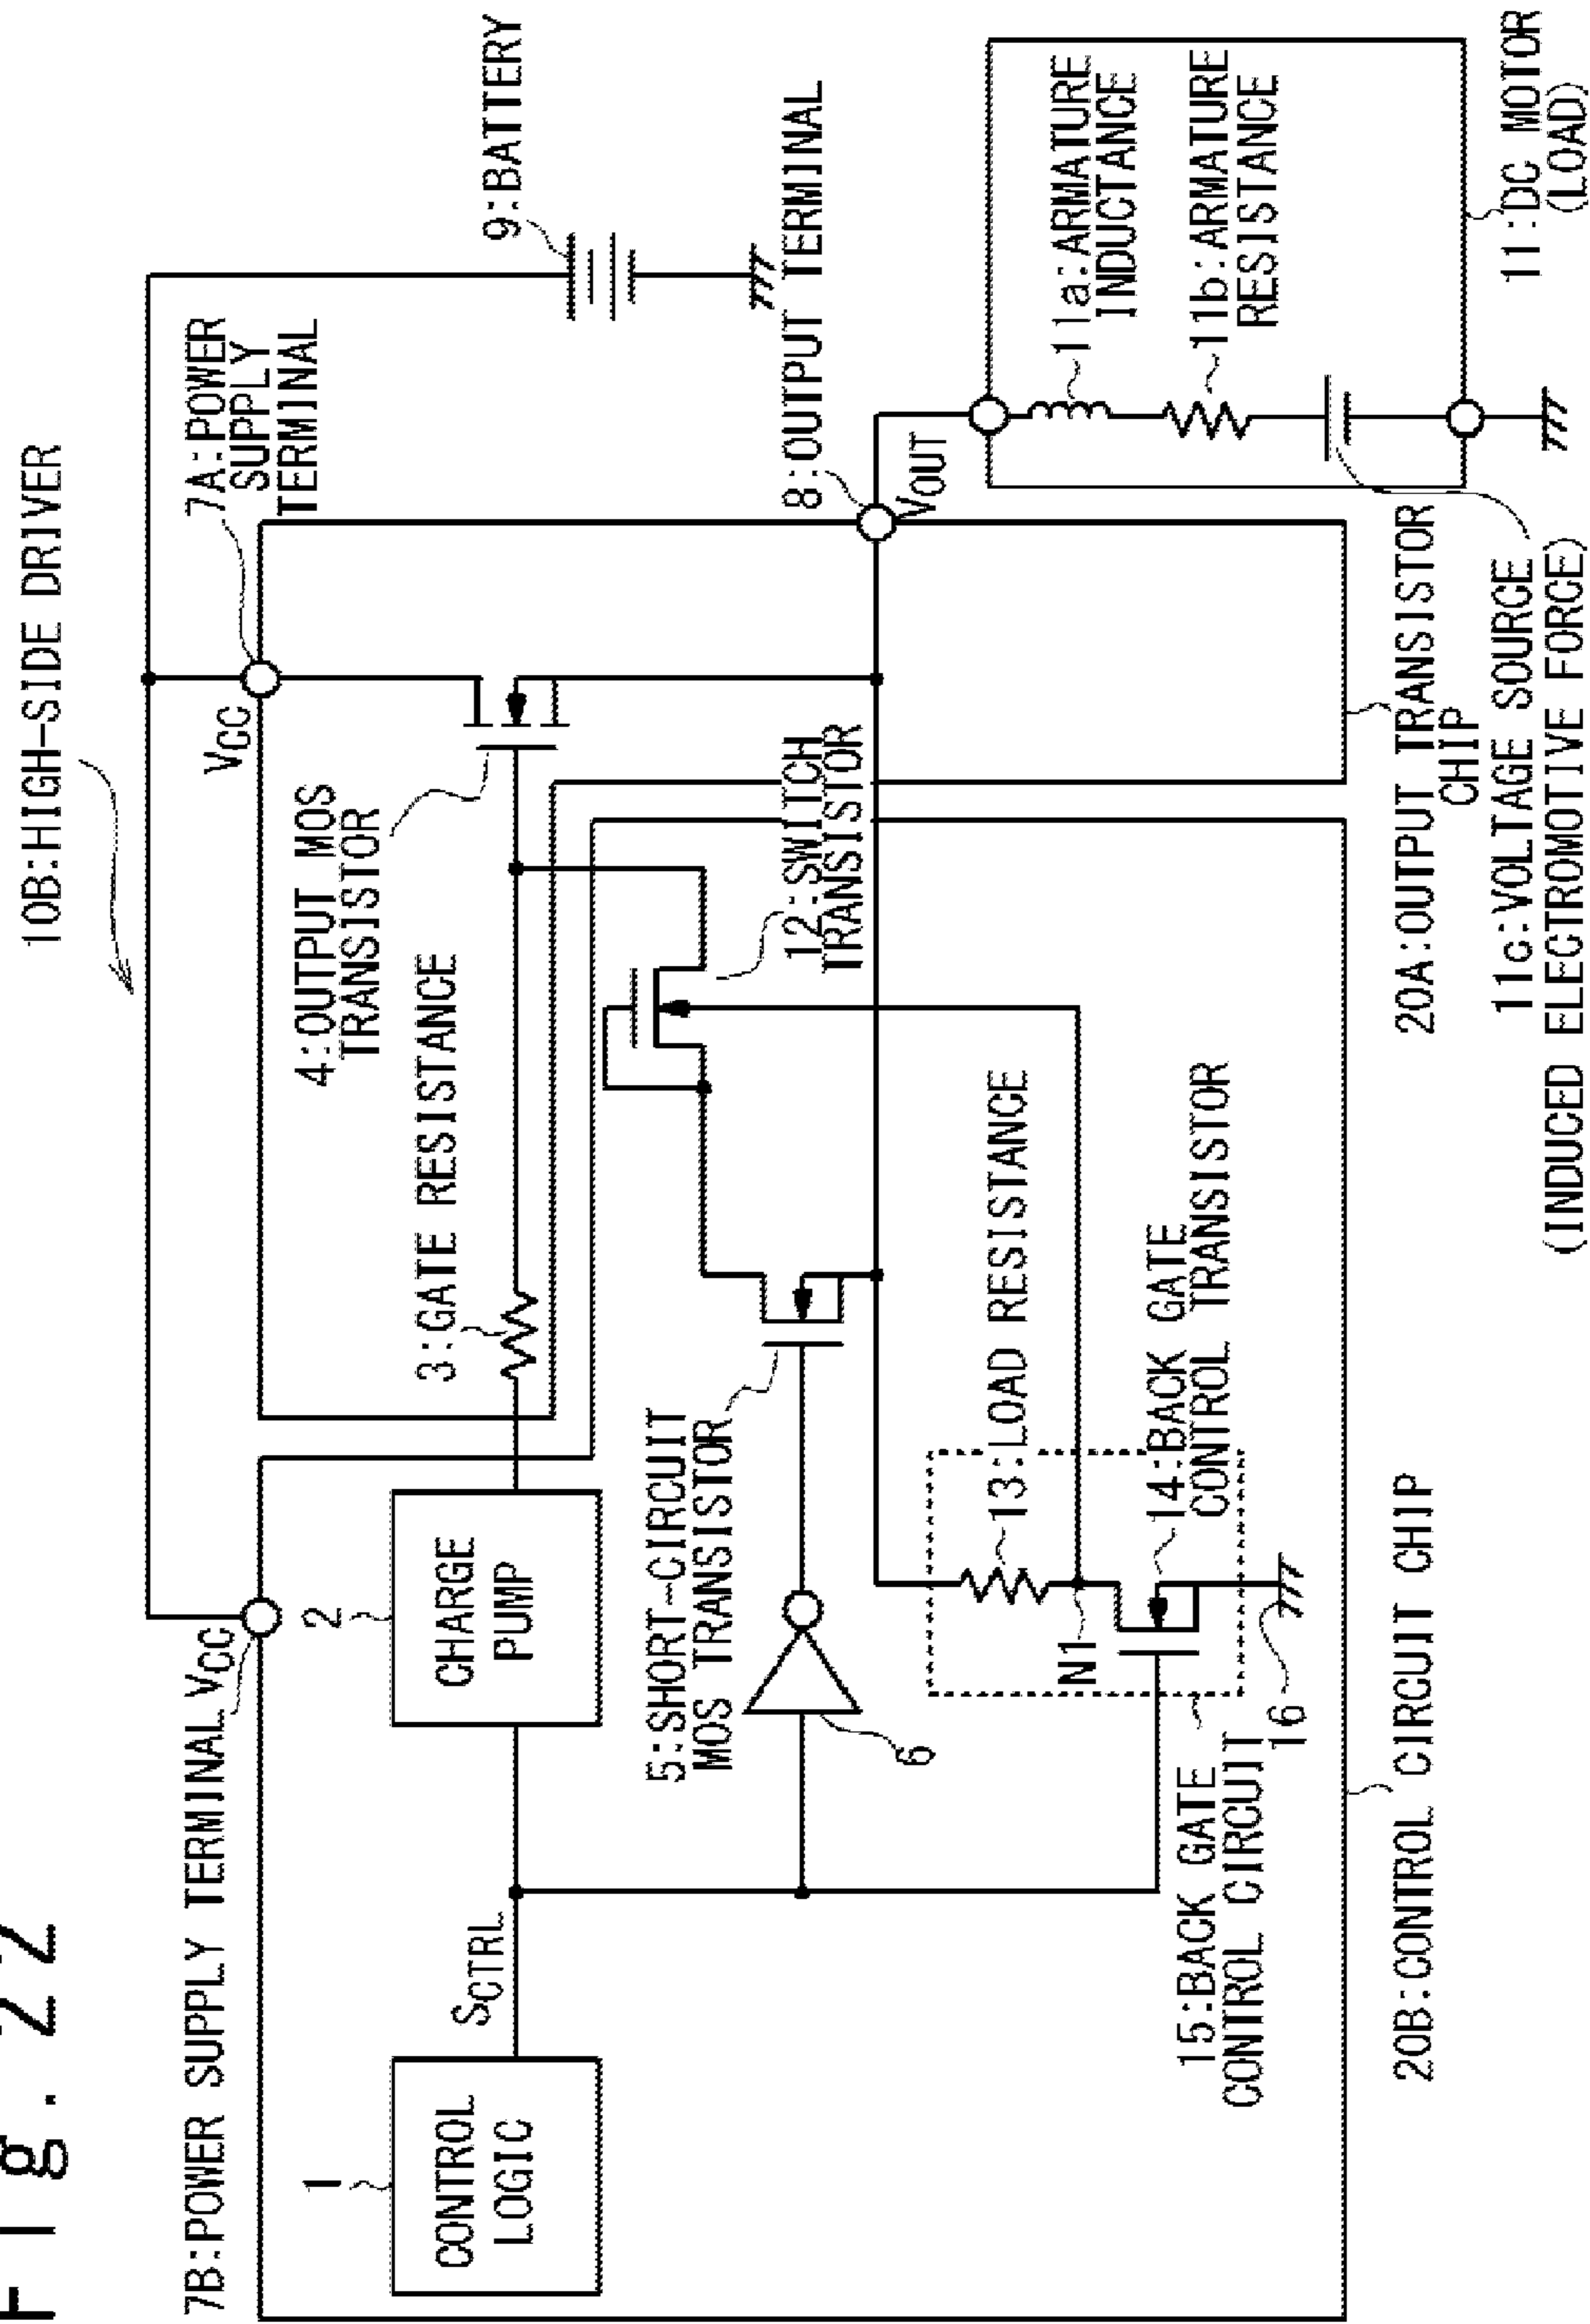 Fig. 22
10B:HIGH-SIDE DRIVER
7B:POWER SUPPLY TERMINAL
VCC
VCC
7A:POWER
SUPPLY
TERMINAL
9:BATTERY
1
CONTROL
LOGIC
SCTRL
2
CHARGE
PUMP
3:GATE RESISTANCE
4:OUTPUT MOS
TRANSISTOR
5:SHORT-CIRCUIT
MOS TRANSISTOR
6
12:SWITCH
TRANSISTOR
8:OUTPUT TERMINAL
VOUT
13:LOAD RESISTANCE
N1
14:BACK GATE
CONTROL TRANSISTOR
15:BACK GATE
CONTROL CIRCUIT
16
11a:ARMATURE
INDUCTANCE
11b:ARMATURE
RESISTANCE
11:DC MOTOR
(LOAD)
20B:CONTROL CIRCUIT CHIP
20A:OUTPUT TRANSISTOR
CHIP
11c:VOLTAGE SOURCE
(INDUCED ELECTROMOTIVE FORCE)